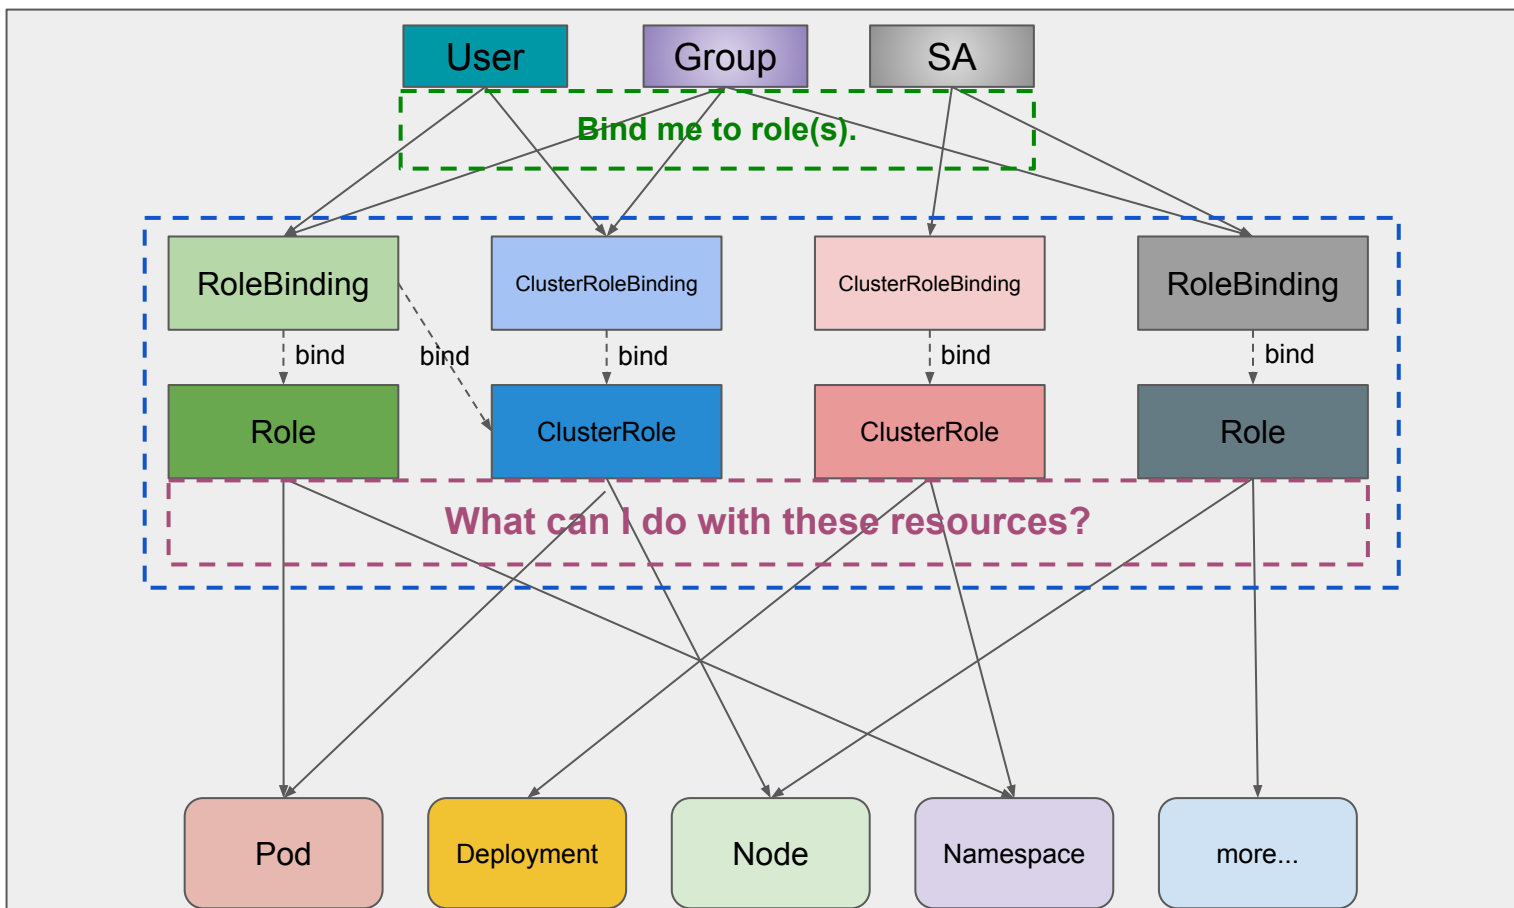 User
Group
SA
Bind me to role(s).
RoleBinding
ClusterRoleBinding
ClusterRoleBinding
RoleBinding
bind
bind
bind
bind
bind
Role
ClusterRole
ClusterRole
Role
What can I do with these resources?
Pod
Deployment
Node
Namespace
more...